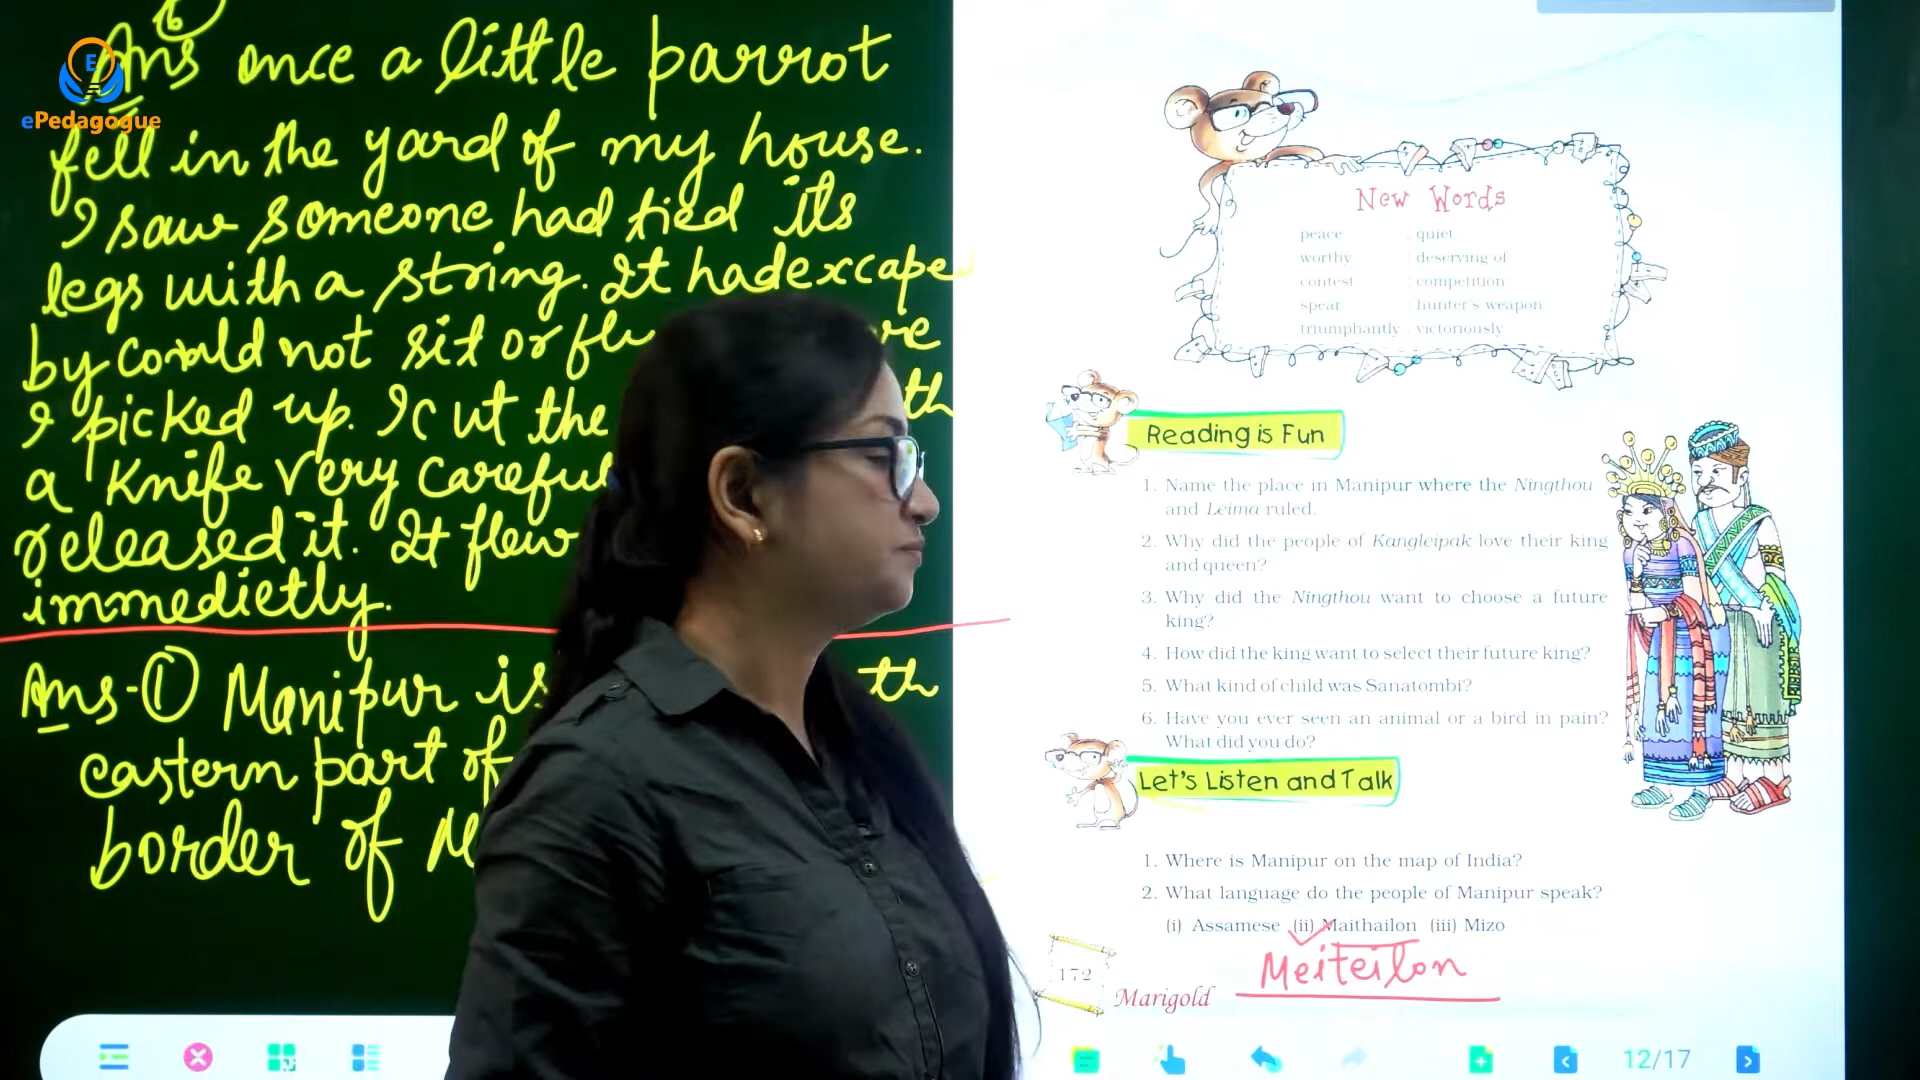 E
ePedagogue
16
Ans once a little parrot
fell in the yard of my house.
I saw someone had tied its
legs with a string. It had excape
by could not sit or
I picked up. I cut the th
a knife very careful
released it. It flew
immedietly.
Ans-① Manipur is th
eastern part of
border of
New Words
peace : quiet
worthy : deserving of
contest : competition
spear : hunter's weapon
triumphantly : victoriously
Reading is Fun
1. Name the place in Manipur where the Ningthou
and Leima ruled.
2. Why did the people of Kangleipak love their king
and queen?
3. Why did the Ningthou want to choose a future
king?
4. How did the king want to select their future king?
5. What kind of child was Sanatombi?
6. Have you ever seen an animal or a bird in pain?
What did you do?
Let's Listen and Talk
1. Where is Manipur on the map of India?
2. What language do the people of Manipur speak?
(i) Assamese (ii) Maithailon (iii) Mizo
Meiteilon
172
Marigold
12/17